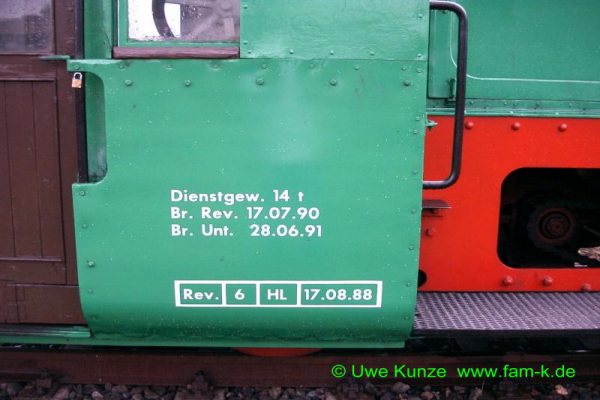 Dienstgew. 14 t
Br. Rev. 17.07.90
Br. Unt. 28.06.91
Rev. 6 HL 17.08.88
© Uwe Kunze www.fam-k.de